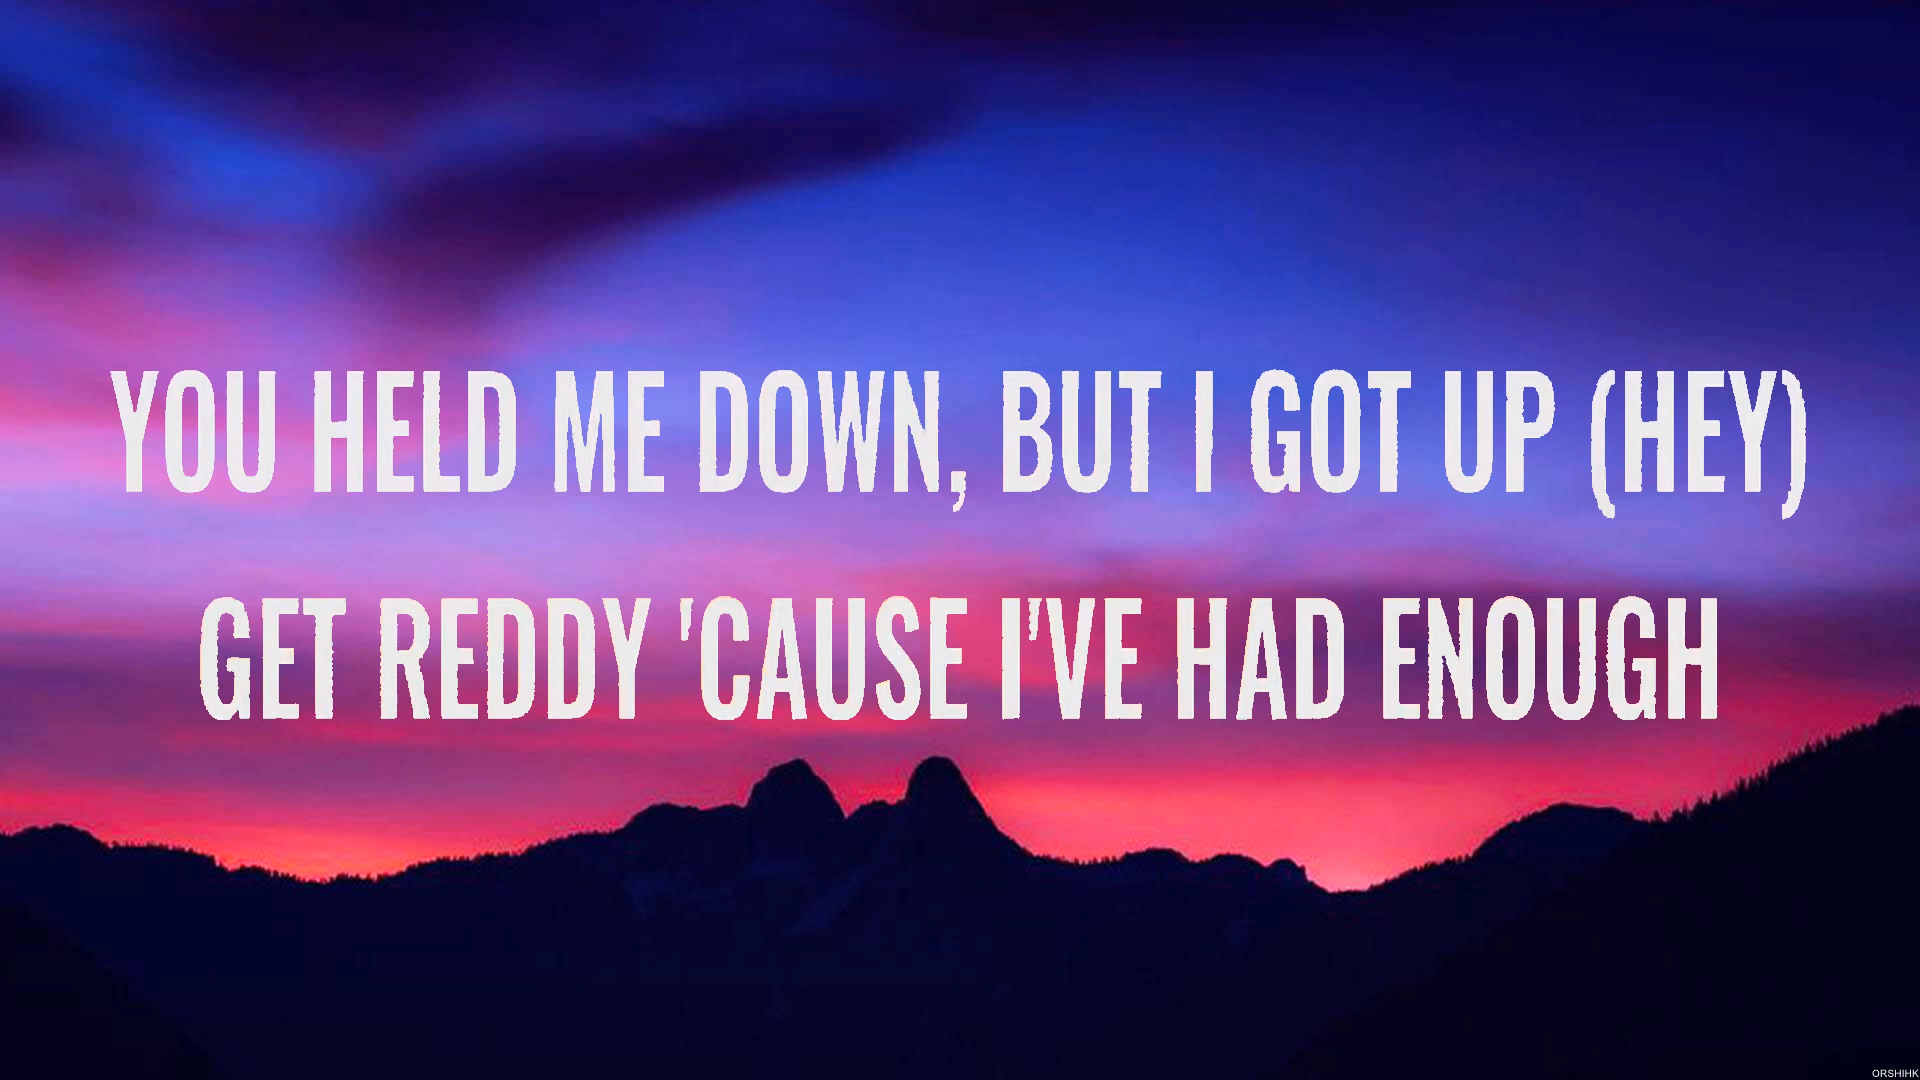 YOU HELD ME DOWN, BUT I GOT UP (HEY)
GET REDDY 'CAUSE I'VE HAD ENOUGH
ORSHIHK